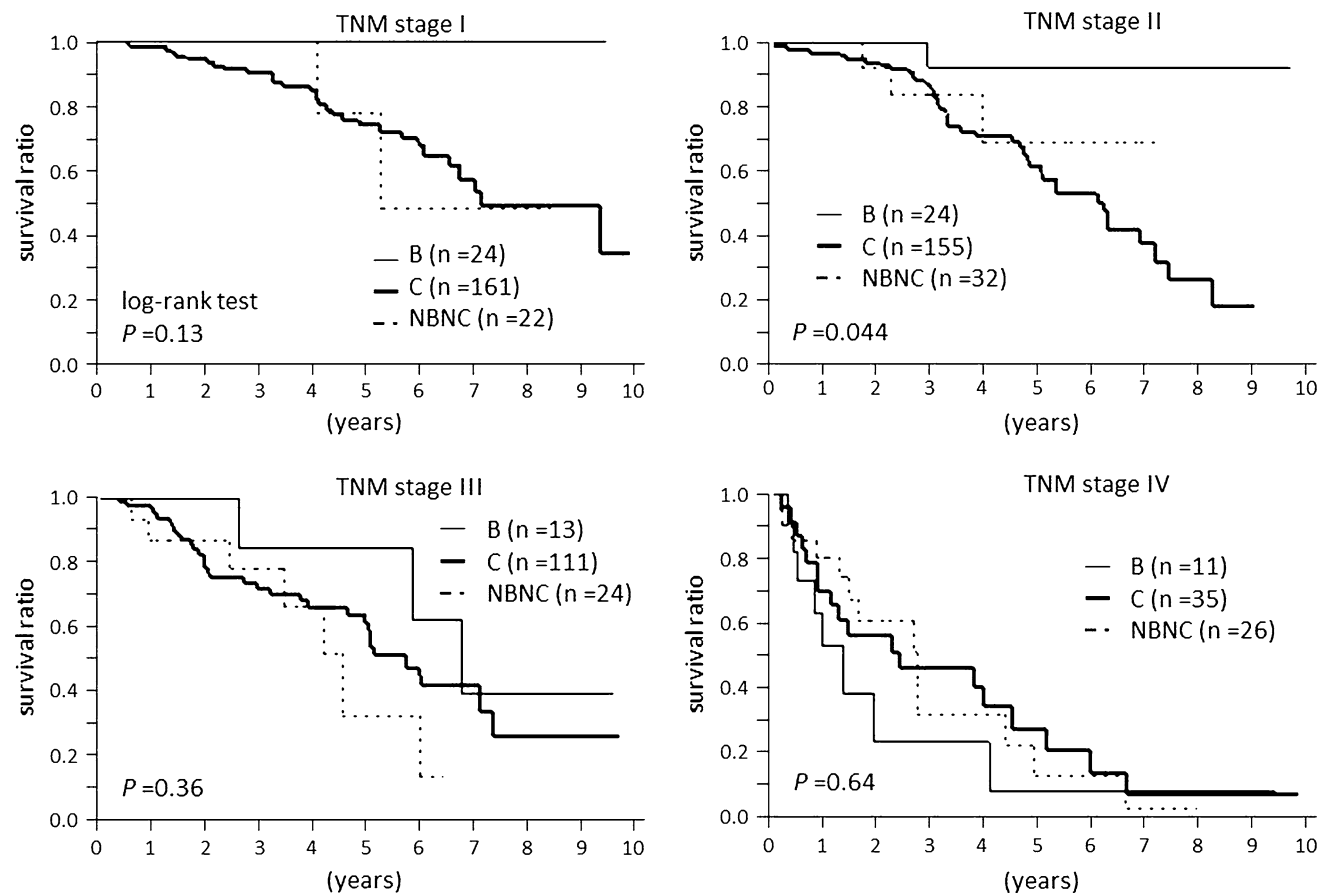 TNM stage I
1.0
0.8
0.6
0.4
0.2
0.0
survival ratio
B (n =24)
C (n =161)
NBNC (n =22)
log-rank test
P =0.13
0 1 2 3 4 5 6 7 8 9 10
(years)
TNM stage II
1.0
0.8
0.6
0.4
0.2
0.0
survival ratio
B (n =24)
C (n =155)
NBNC (n =32)
P =0.044
0 1 2 3 4 5 6 7 8 9 10
(years)
TNM stage III
1.0
0.8
0.6
0.4
0.2
0.0
survival ratio
B (n =13)
C (n =111)
NBNC (n =24)
P =0.36
0 1 2 3 4 5 6 7 8 9 10
(years)
TNM stage IV
1.0
0.8
0.6
0.4
0.2
0.0
survival ratio
B (n =11)
C (n =35)
NBNC (n =26)
P =0.64
0 1 2 3 4 5 6 7 8 9 10
(years)